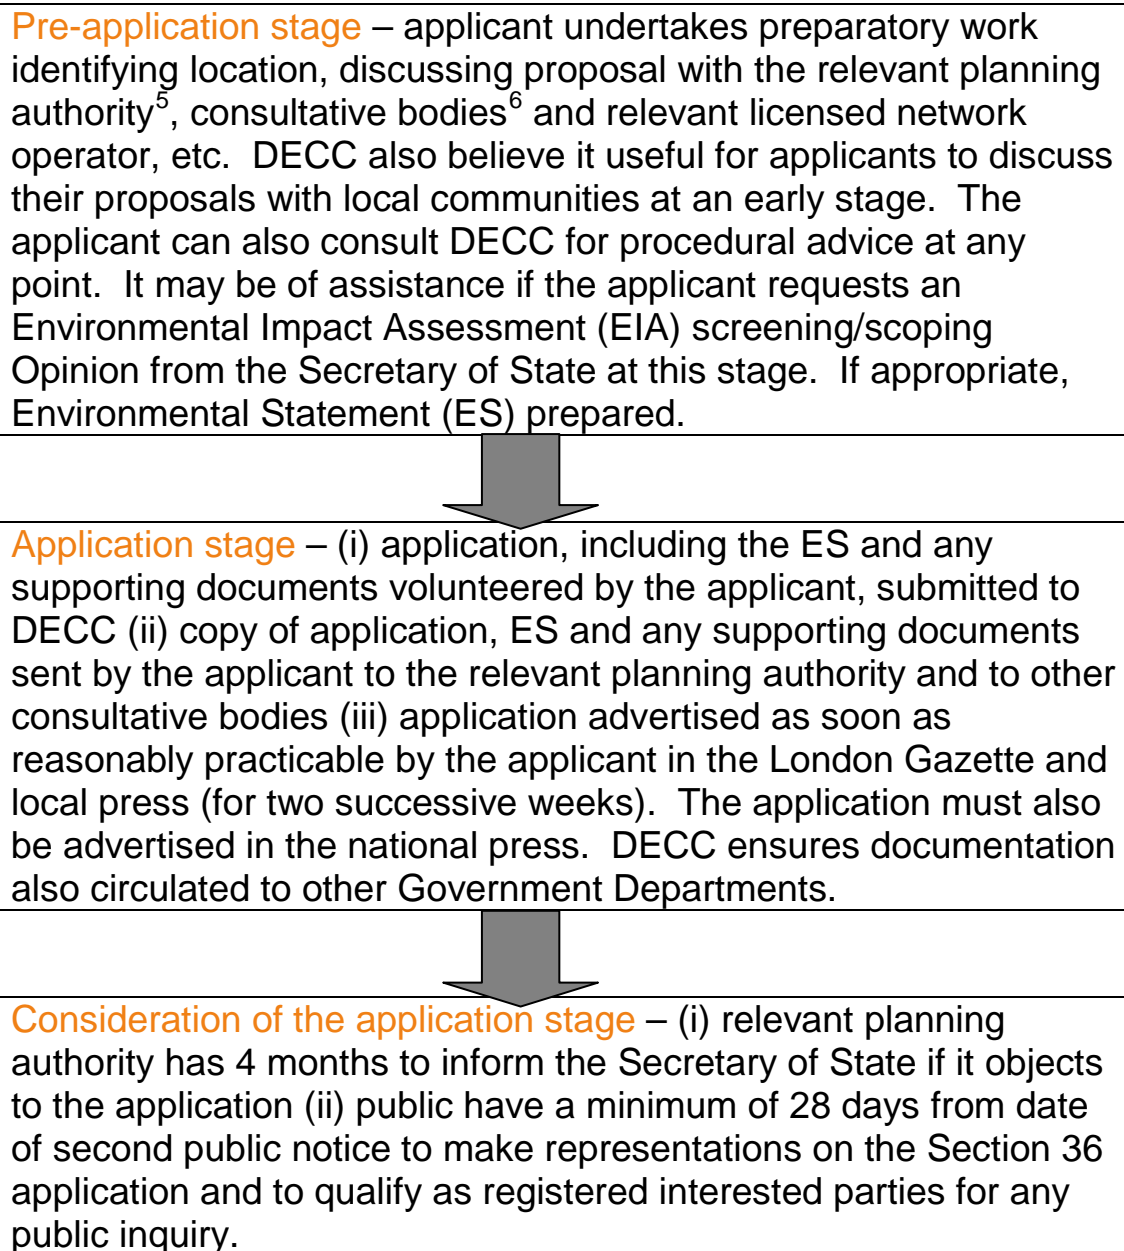 Pre-application stage – applicant undertakes preparatory work
identifying location, discussing proposal with the relevant planning
authority⁵, consultative bodies⁶ and relevant licensed network
operator, etc.  DECC also believe it useful for applicants to discuss
their proposals with local communities at an early stage.  The
applicant can also consult DECC for procedural advice at any
point.  It may be of assistance if the applicant requests an
Environmental Impact Assessment (EIA) screening/scoping
Opinion from the Secretary of State at this stage.  If appropriate,
Environmental Statement (ES) prepared.
Application stage – (i) application, including the ES and any
supporting documents volunteered by the applicant, submitted to
DECC (ii) copy of application, ES and any supporting documents
sent by the applicant to the relevant planning authority and to other
consultative bodies (iii) application advertised as soon as
reasonably practicable by the applicant in the London Gazette and
local press (for two successive weeks).  The application must also
be advertised in the national press.  DECC ensures documentation
also circulated to other Government Departments.
Consideration of the application stage – (i) relevant planning
authority has 4 months to inform the Secretary of State if it objects
to the application (ii) public have a minimum of 28 days from date
of second public notice to make representations on the Section 36
application and to qualify as registered interested parties for any
public inquiry.